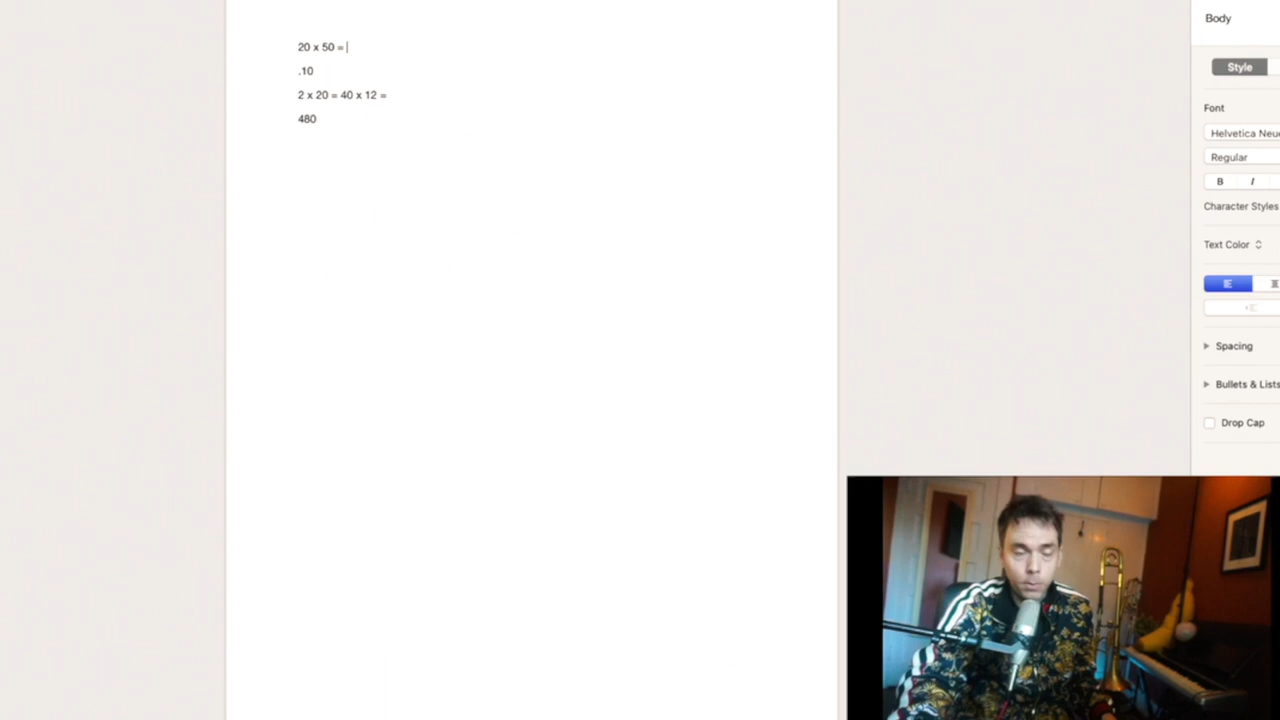 20 x 50 =
.10
2 x 20 = 40 x 12 =
480
Body
Style
Font
Helvetica Neu
Regular
B I
Character Styles
Text Color
Spacing
Bullets & Lists
Drop Cap